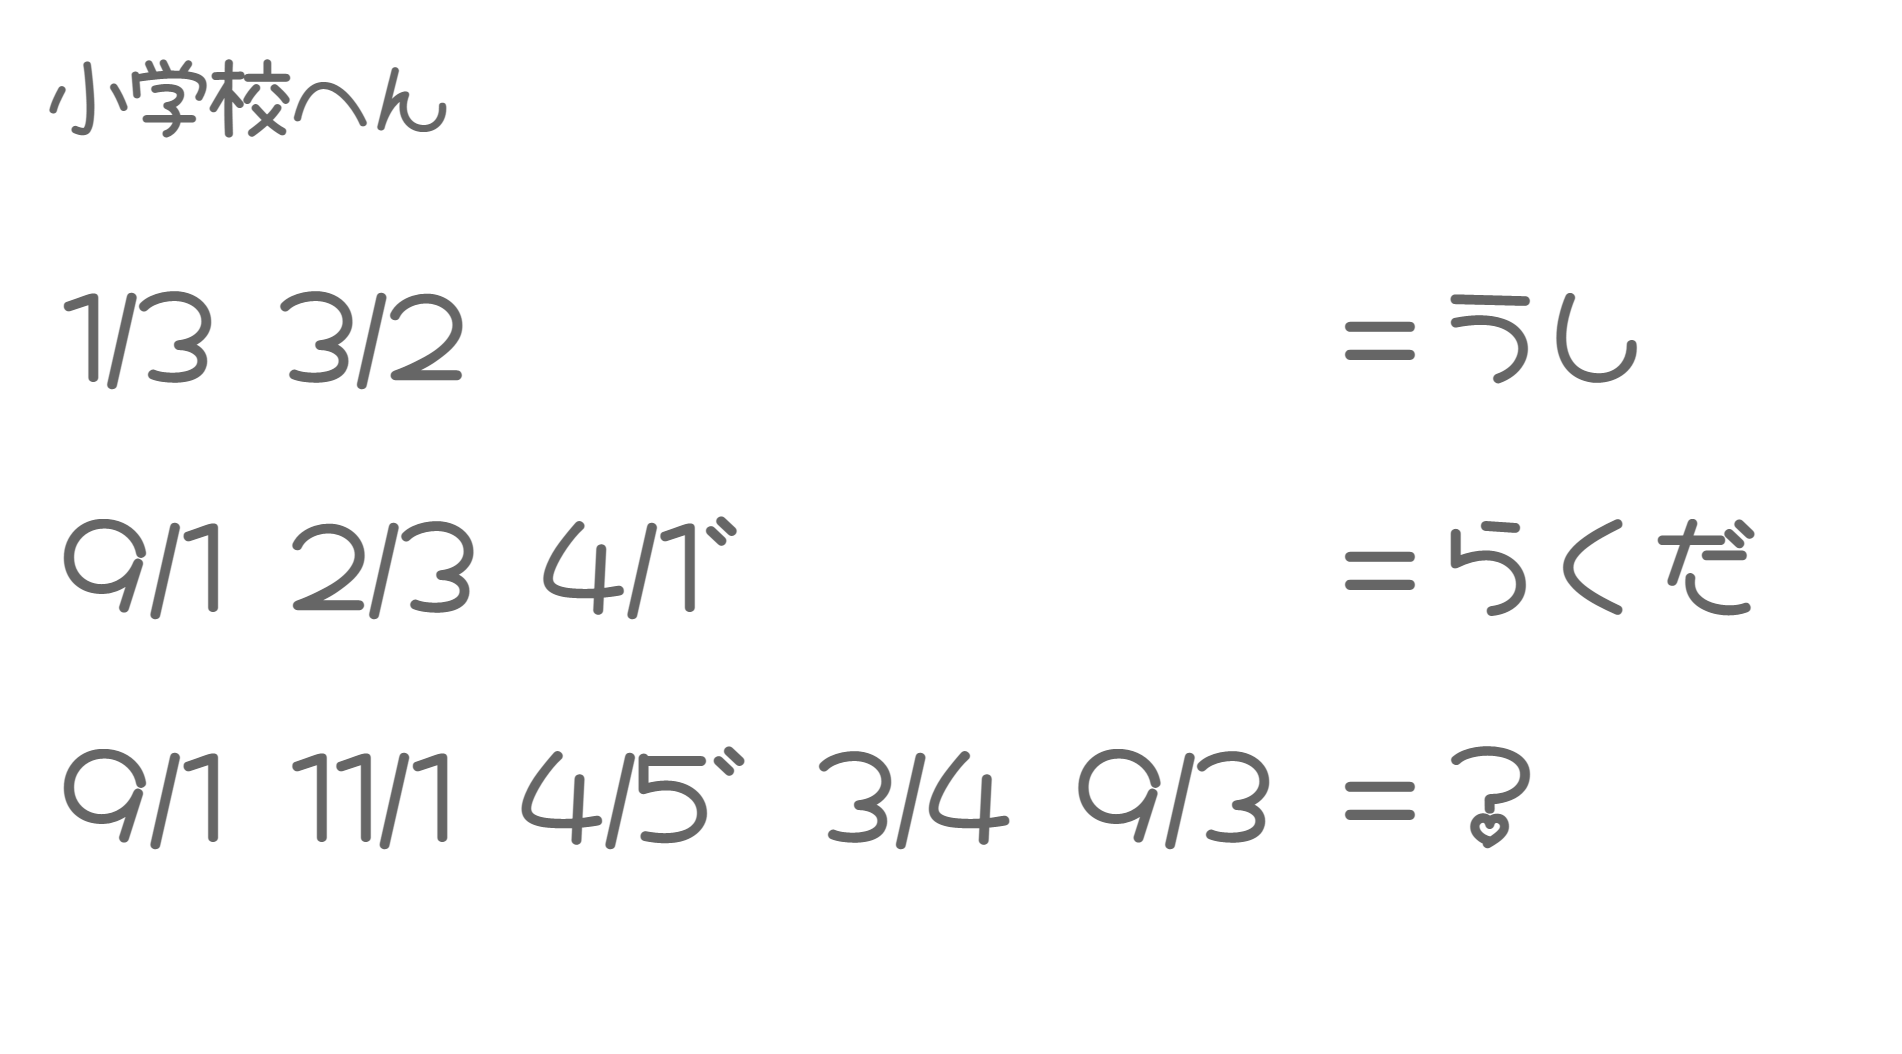 小学校へん
1/3 3/2 =うし
9/1 2/3 4/1゛ =らくだ
9/1 11/1 4/5゛ 3/4 9/3 =?